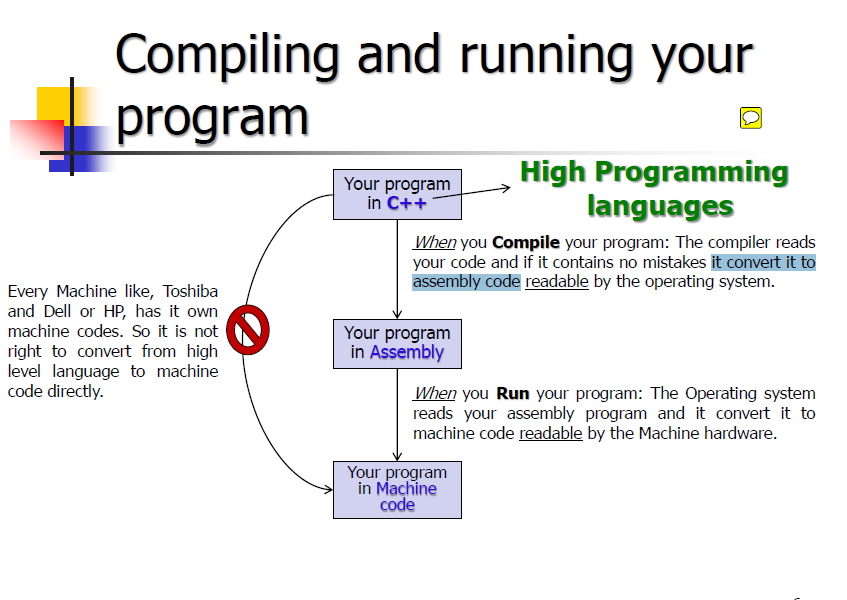 Compiling and running your
program
Your program
in C++
High Programming
languages
When you Compile your program: The compiler reads
your code and if it contains no mistakes it convert it to
assembly code readable by the operating system.
Every Machine like, Toshiba
and Dell or HP, has it own
machine codes. So it is not
right to convert from high
level language to machine
code directly.
Your program
in Assembly
When you Run your program: The Operating system
reads your assembly program and it convert it to
machine code readable by the Machine hardware.
Your program
in Machine
code